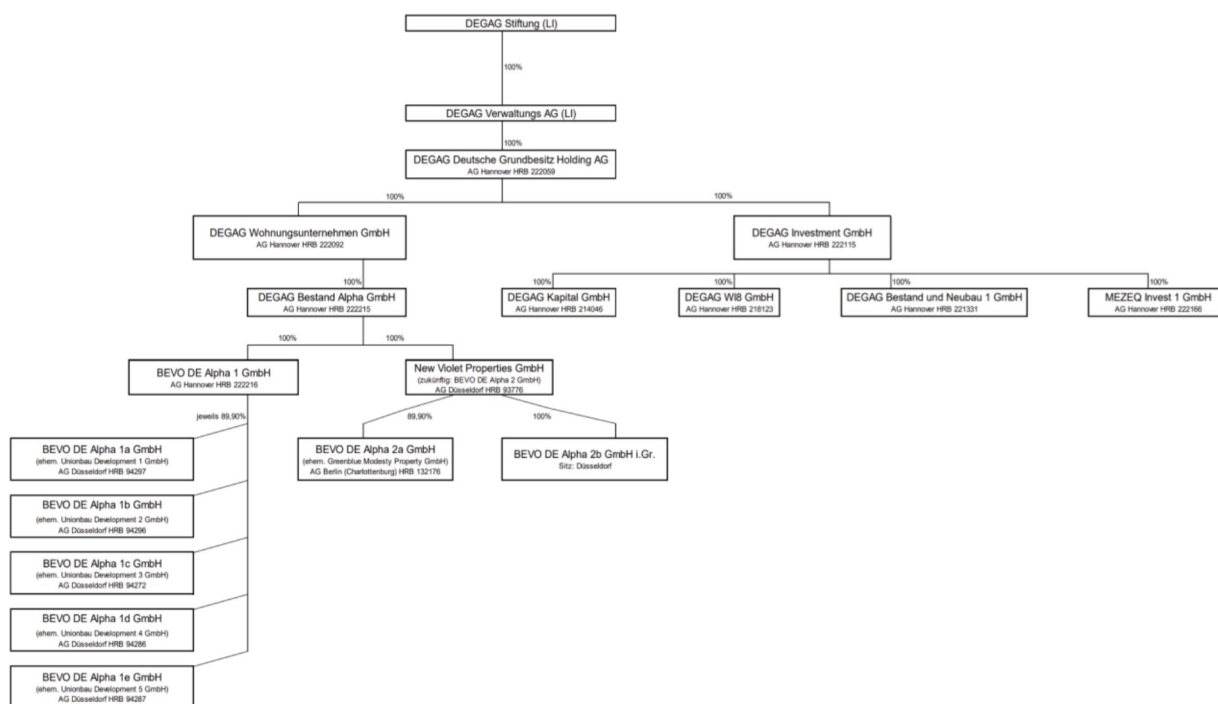 DEGAG Stiftung (LI)
100%
DEGAG Verwaltungs AG (LI)
100%
DEGAG Deutsche Grundbesitz Holding AG
AG Hannover HRB 222059
100%
100%
DEGAG Wohnungsunternehmen GmbH
AG Hannover HRB 222092
DEGAG Investment GmbH
AG Hannover HRB 222115
100%
100%
100%
100%
100%
DEGAG Bestand Alpha GmbH
AG Hannover HRB 222215
DEGAG Kapital GmbH
AG Hannover HRB 214046
DEGAG WI8 GmbH
AG Hannover HRB 218123
DEGAG Bestand und Neubau 1 GmbH
AG Hannover HRB 221331
MEZEQ Invest 1 GmbH
AG Hannover HRB 222166
100%
100%
BEVO DE Alpha 1 GmbH
AG Hannover HRB 222216
New Violet Properties GmbH
(zukünftig: BEVO DE Alpha 2 GmbH)
AG Düsseldorf HRB 93776
jeweils 89,90%
89,90%
100%
BEVO DE Alpha 1a GmbH
(ehem. Unionbau Development 1 GmbH)
AG Düsseldorf HRB 94297
BEVO DE Alpha 2a GmbH
(ehem. Greenblue Modesty Property GmbH)
AG Berlin (Charlottenburg) HRB 132176
BEVO DE Alpha 2b GmbH i.Gr.
Sitz: Düsseldorf
BEVO DE Alpha 1b GmbH
(ehem. Unionbau Development 2 GmbH)
AG Düsseldorf HRB 94296
BEVO DE Alpha 1c GmbH
(ehem. Unionbau Development 3 GmbH)
AG Düsseldorf HRB 94272
BEVO DE Alpha 1d GmbH
(ehem. Unionbau Development 4 GmbH)
AG Düsseldorf HRB 94286
BEVO DE Alpha 1e GmbH
(ehem. Unionbau Development 5 GmbH)
AG Düsseldorf HRB 94287